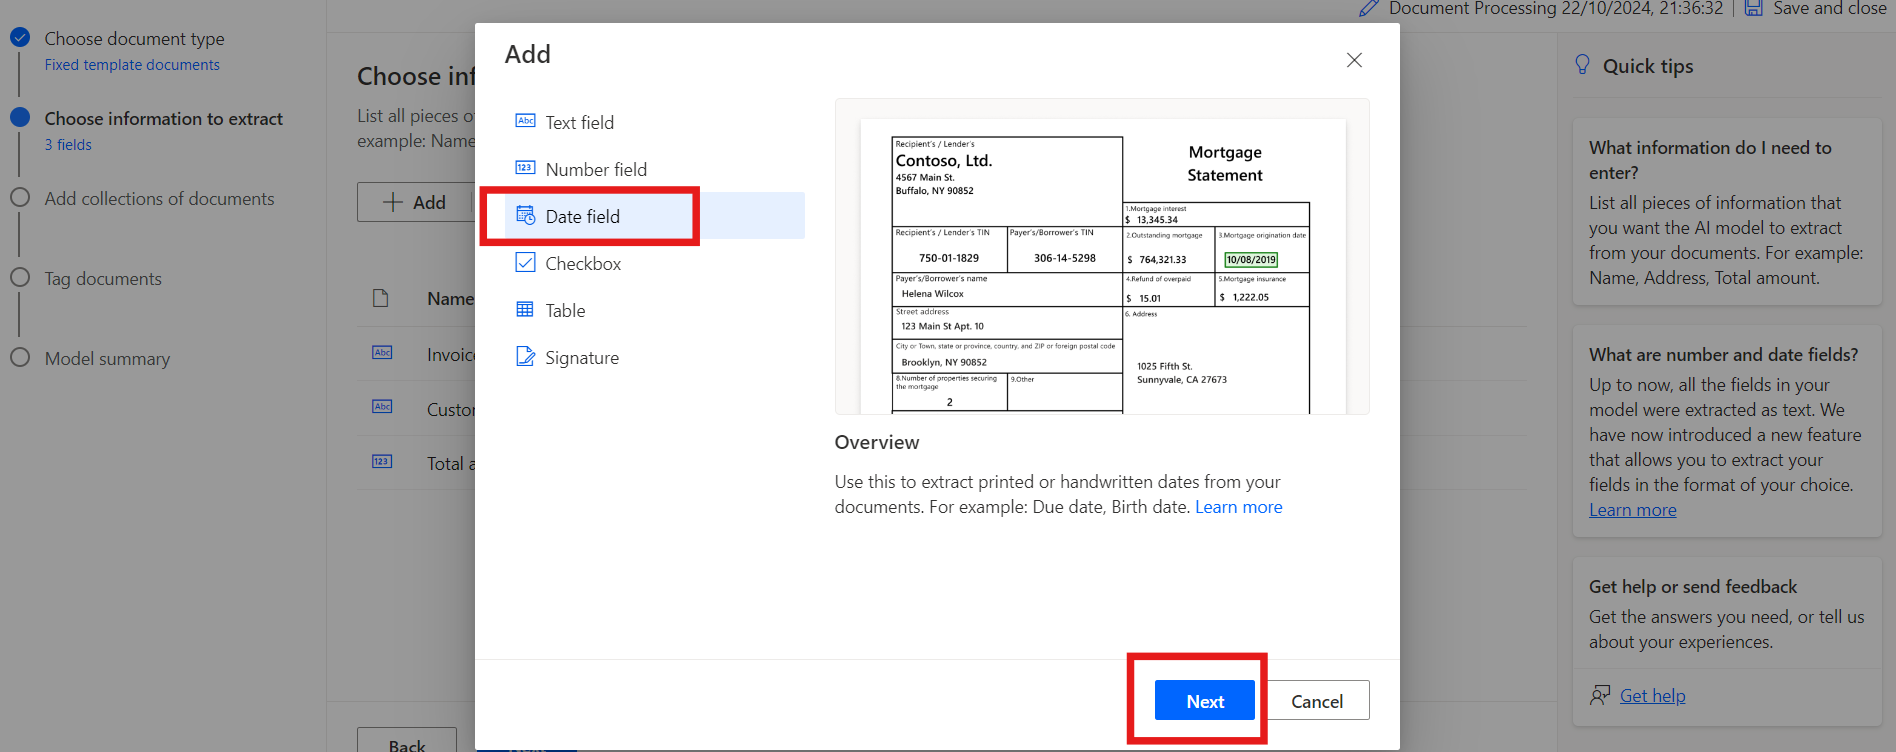 Document Processing 22/10/2024, 21:36:32
Save and close
Choose document type
Fixed template documents
Choose information to extract
3 fields
Add collections of documents
Tag documents
Model summary
Choose inf
List all pieces o
example: Name
Add
Name
Invoic
Custo
Total a
Back
Add
Text field
Number field
Date field
Checkbox
Table
Signature
Recipient's / Lender's
Contoso, Ltd.
4567 Main St.
Buffalo, NY 90852
Mortgage
Statement
1.Mortgage interest
$ 13,345.34
Recipient's / Lender's TIN
750-01-1829
Payer's/Borrower's TIN
306-14-5298
2.Outstanding mortgage
$ 764,321.33
3.Mortgage origination date
10/08/2019
Payer's/Borrower's name
Helena Wilcox
4.Refund of overpaid
$ 15.01
5.Mortgage insurance
$ 1,222.05
Street address
123 Main St Apt. 10
6. Address
1025 Fifth St.
Sunnyvale, CA 27673
City or Town, state or province, country, and ZIP or foreign postal code
Brooklyn, NY 90852
8.Number of properties securing
the mortgage
2
9.Other
Overview
Use this to extract printed or handwritten dates from your
documents. For example: Due date, Birth date. Learn more
Next
Cancel
Quick tips
What information do I need to
enter?
List all pieces of information that
you want the AI model to extract
from your documents. For example:
Name, Address, Total amount.
What are number and date fields?
Up to now, all the fields in your
model were extracted as text. We
have now introduced a new feature
that allows you to extract your
fields in the format of your choice.
Learn more
Get help or send feedback
Get the answers you need, or tell us
about your experiences.
Get help